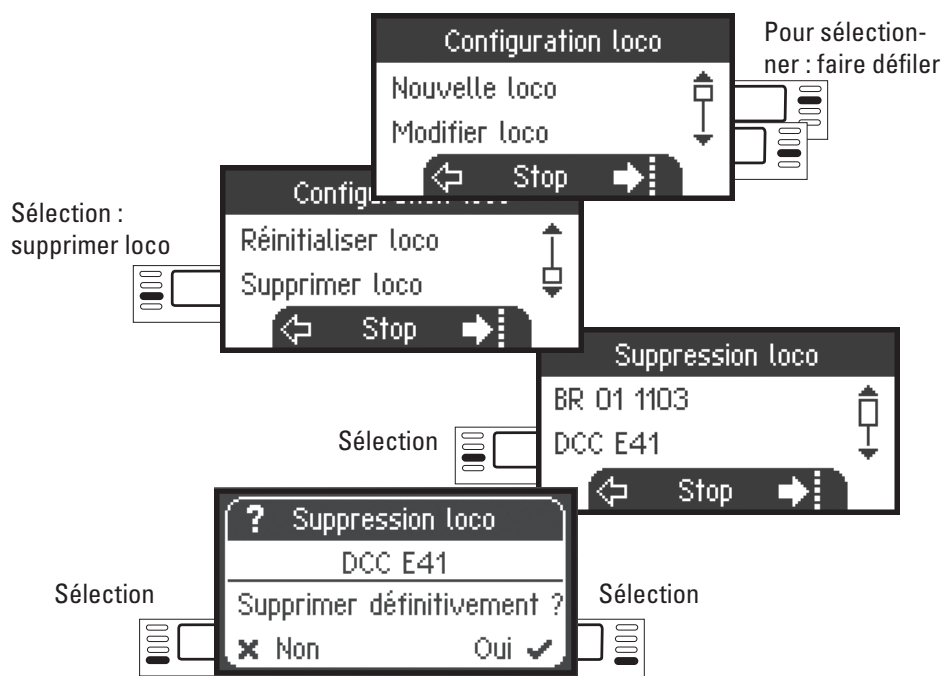 Configuration loco
Pour sélection-
ner : faire défiler
Nouvelle loco
Modifier loco
Stop
Sélection :
supprimer loco
Réinitialiser loco
Supprimer loco
Stop
Suppression loco
BR 01 1103
Sélection
DCC E41
Stop
? Suppression loco
DCC E41
Sélection
Supprimer définitivement ?
Sélection
Non
Oui